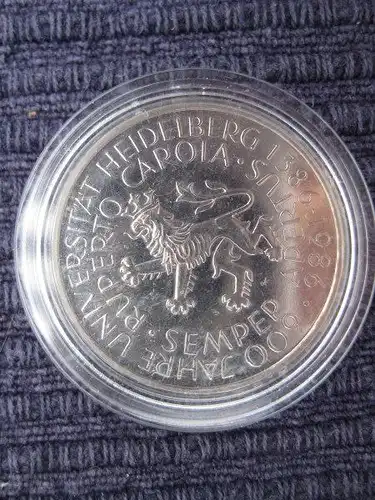 600 JAHRE UNIVERSITÄT HEIDELBERG 1386·1986 ·
RUPERTO CAROLA · SEMPER APERTUS ·